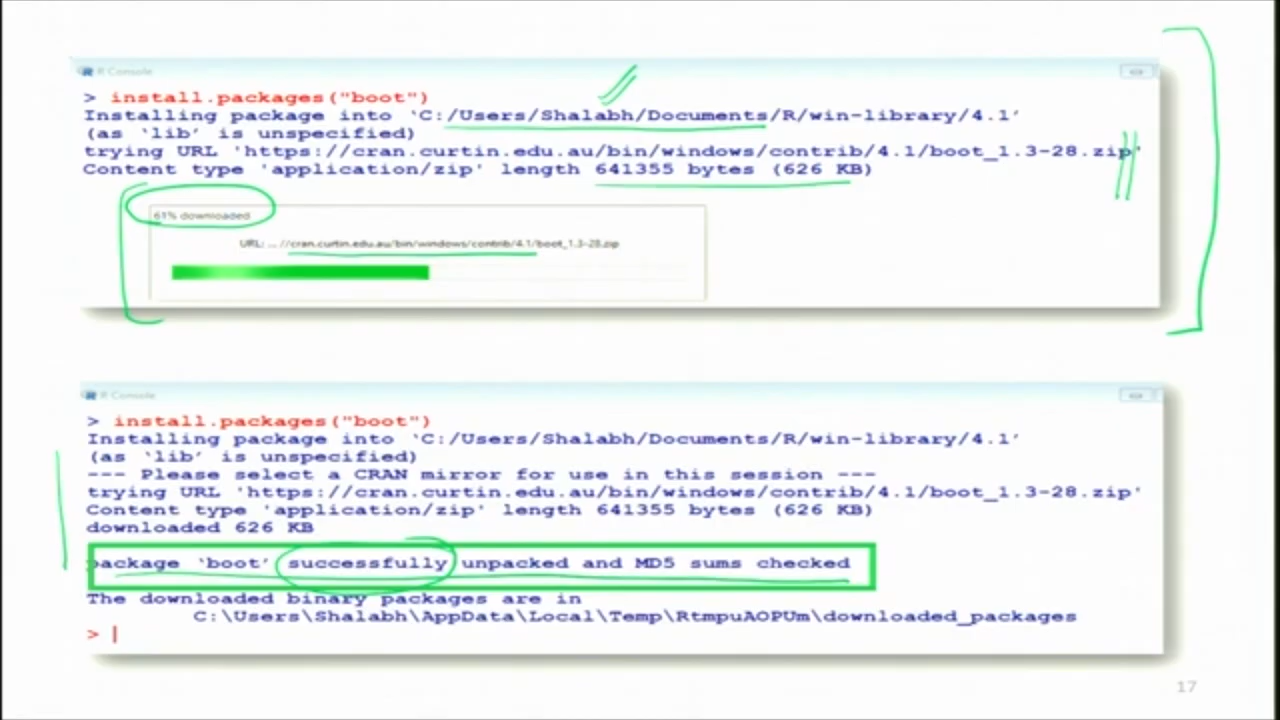 R Console
> install.packages("boot")
Installing package into ‘C:/Users/Shalabh/Documents/R/win-library/4.1’
(as ‘lib’ is unspecified)
trying URL 'https://cran.curtin.edu.au/bin/windows/contrib/4.1/boot_1.3-28.zip'
Content type 'application/zip' length 641355 bytes (626 KB)
61% downloaded
URL: ... //cran.curtin.edu.au/bin/windows/contrib/4.1/boot_1.3-28.zip
R Console
> install.packages("boot")
Installing package into ‘C:/Users/Shalabh/Documents/R/win-library/4.1’
(as ‘lib’ is unspecified)
--- Please select a CRAN mirror for use in this session ---
trying URL 'https://cran.curtin.edu.au/bin/windows/contrib/4.1/boot_1.3-28.zip'
Content type 'application/zip' length 641355 bytes (626 KB)
downloaded 626 KB
package ‘boot’ successfully unpacked and MD5 sums checked
The downloaded binary packages are in
C:\Users\Shalabh\AppData\Local\Temp\RtmpuAOPUm\downloaded_packages
>
17